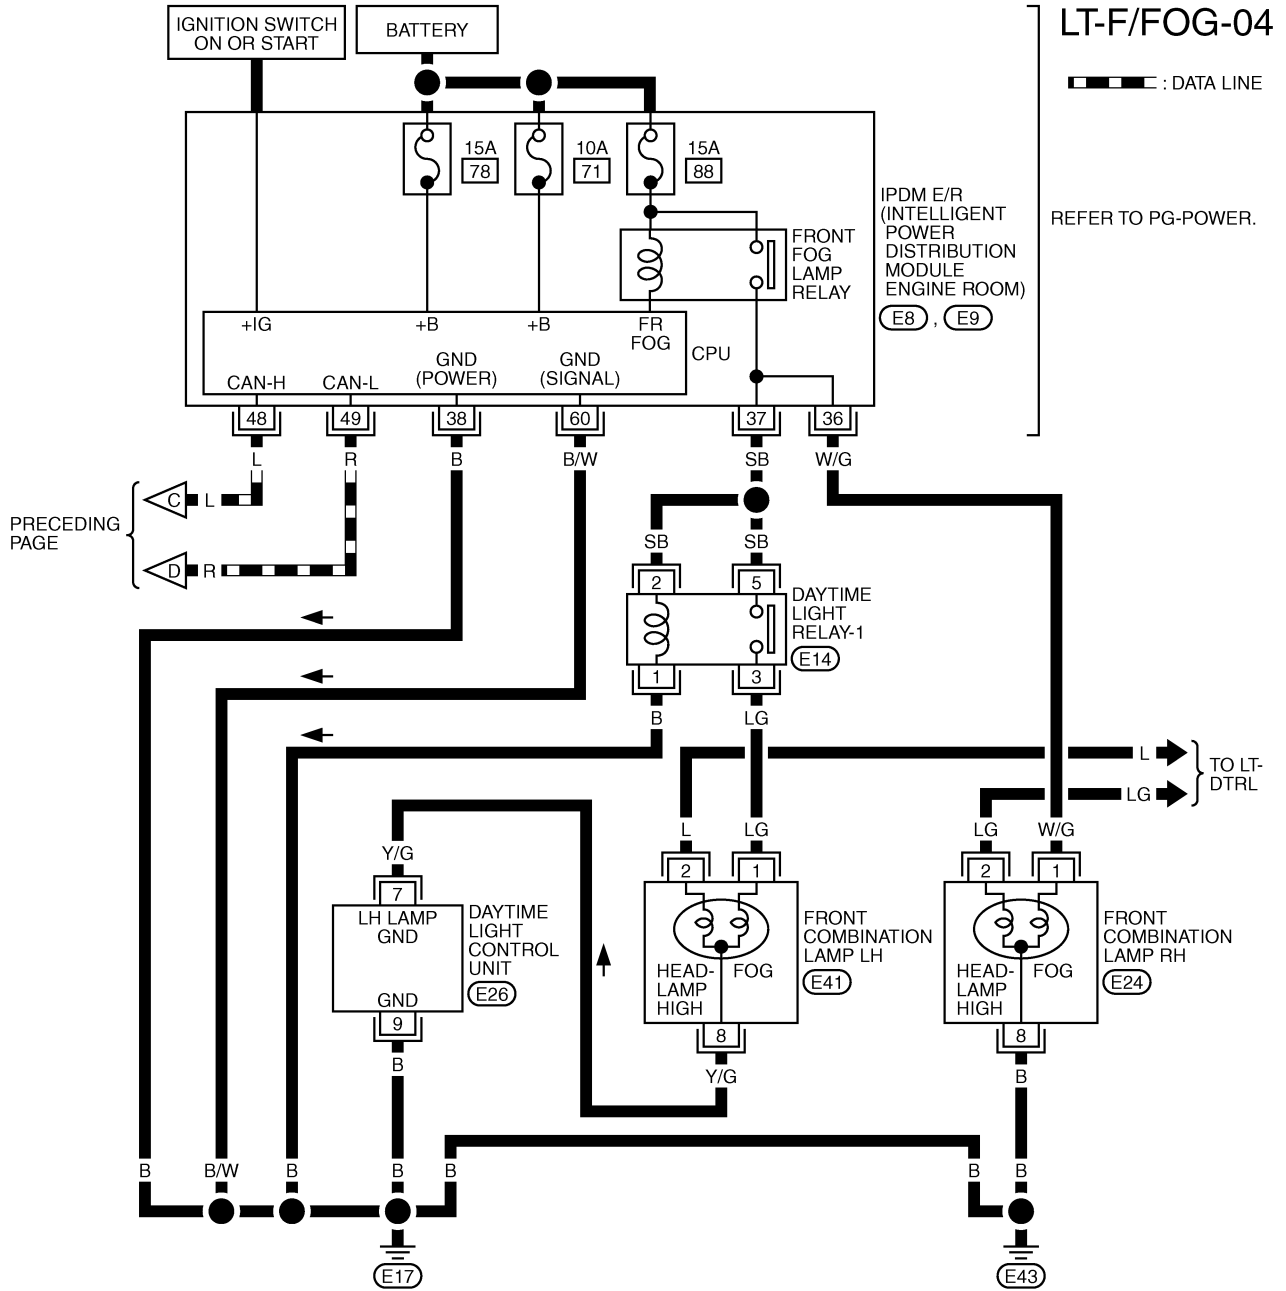 LT-F/FOG-04
IGNITION SWITCH
ON OR START
BATTERY
: DATA LINE
15A
78
10A
71
15A
88
IPDM E/R
(INTELLIGENT
POWER
DISTRIBUTION
MODULE
ENGINE ROOM)
E8 , E9
REFER TO PG-POWER.
FRONT
FOG
LAMP
RELAY
+IG
+B
+B
FR
FOG
CPU
CAN-H
CAN-L
GND
(POWER)
GND
(SIGNAL)
48
49
38
60
37
36
L
R
B
B/W
SB
W/G
PRECEDING
PAGE
C
L
D
R
SB
SB
2
5
DAYTIME
LIGHT
RELAY-1
E14
1
3
B
LG
L
LG
TO LT-
DTRL
Y/G
L
LG
LG
W/G
7
LH LAMP
GND
GND
9
DAYTIME
LIGHT
CONTROL
UNIT
E26
2
1
HEAD-
LAMP
HIGH
FOG
FRONT
COMBINATION
LAMP LH
E41
8
Y/G
2
1
HEAD-
LAMP
HIGH
FOG
FRONT
COMBINATION
LAMP RH
E24
8
B
B
B
B/W
B
B
B
B
B
E17
E43